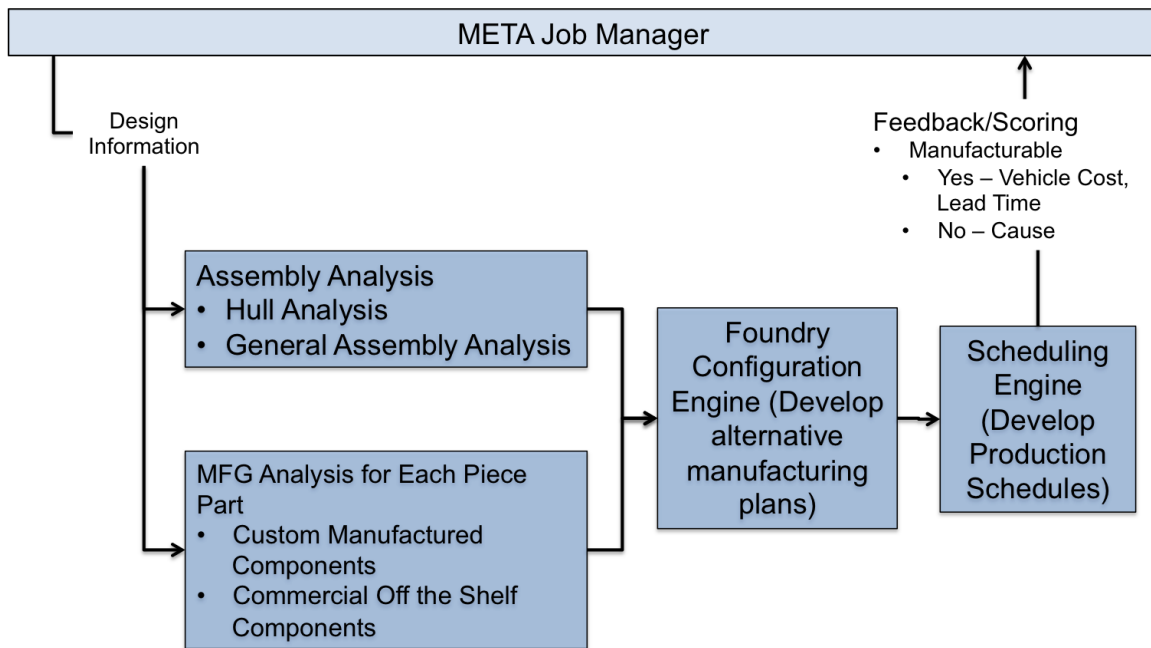 META Job Manager
Design
Information
Feedback/Scoring
• Manufacturable
• Yes – Vehicle Cost,
Lead Time
• No – Cause
Assembly Analysis
• Hull Analysis
• General Assembly Analysis
MFG Analysis for Each Piece
Part
• Custom Manufactured
Components
• Commercial Off the Shelf
Components
Foundry
Configuration
Engine (Develop
alternative
manufacturing
plans)
Scheduling
Engine
(Develop
Production
Schedules)